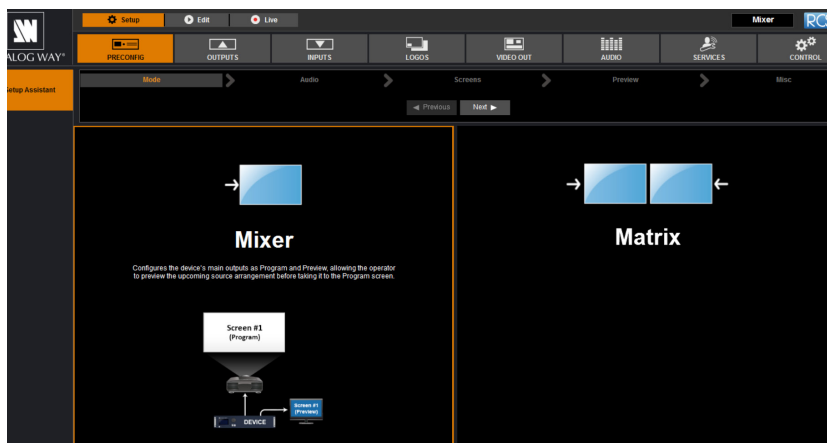 Setup
Edit
Live
Mixer
RC
ALOG WAY®
PRECONFIG
OUTPUTS
INPUTS
LOGOS
VIDEO OUT
AUDIO
SERVICES
CONTROL
Setup Assistant
Mode
Audio
Screens
Preview
Misc
Previous
Next
Mixer
Configures the device's main outputs as Program and Preview, allowing the operator
to preview the upcoming source arrangement before taking it to the Program screen.
Screen #1
(Program)
Screen #1
(Preview)
DEVICE
Matrix